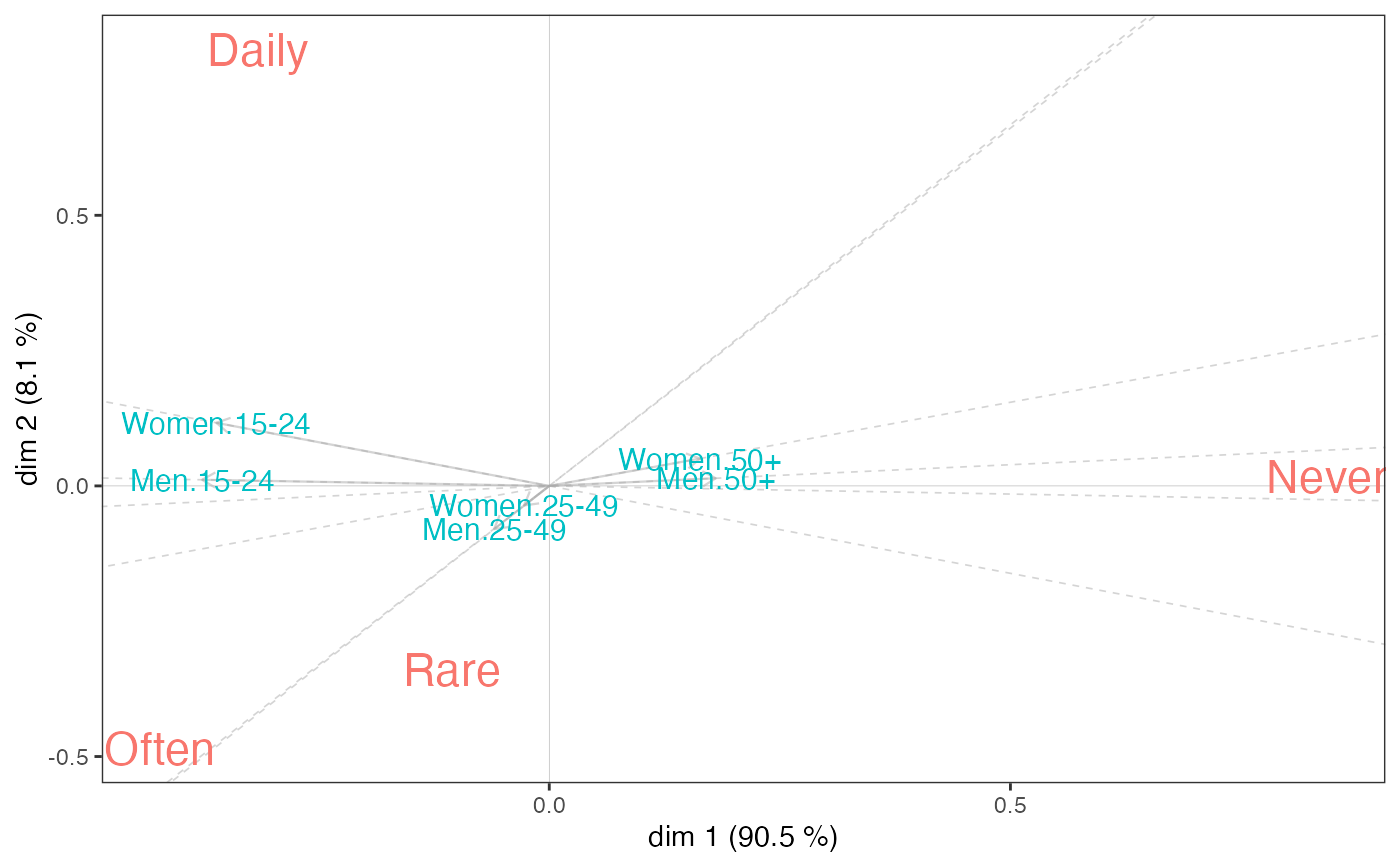 Daily
0.5
Women.15-24
Women.50+
Men.15-24
Men.50+
Never
0.0
Women.25-49
Men.25-49
Rare
Often
-0.5
0.0
0.5
dim 1 (90.5 %)
dim 2 (8.1 %)